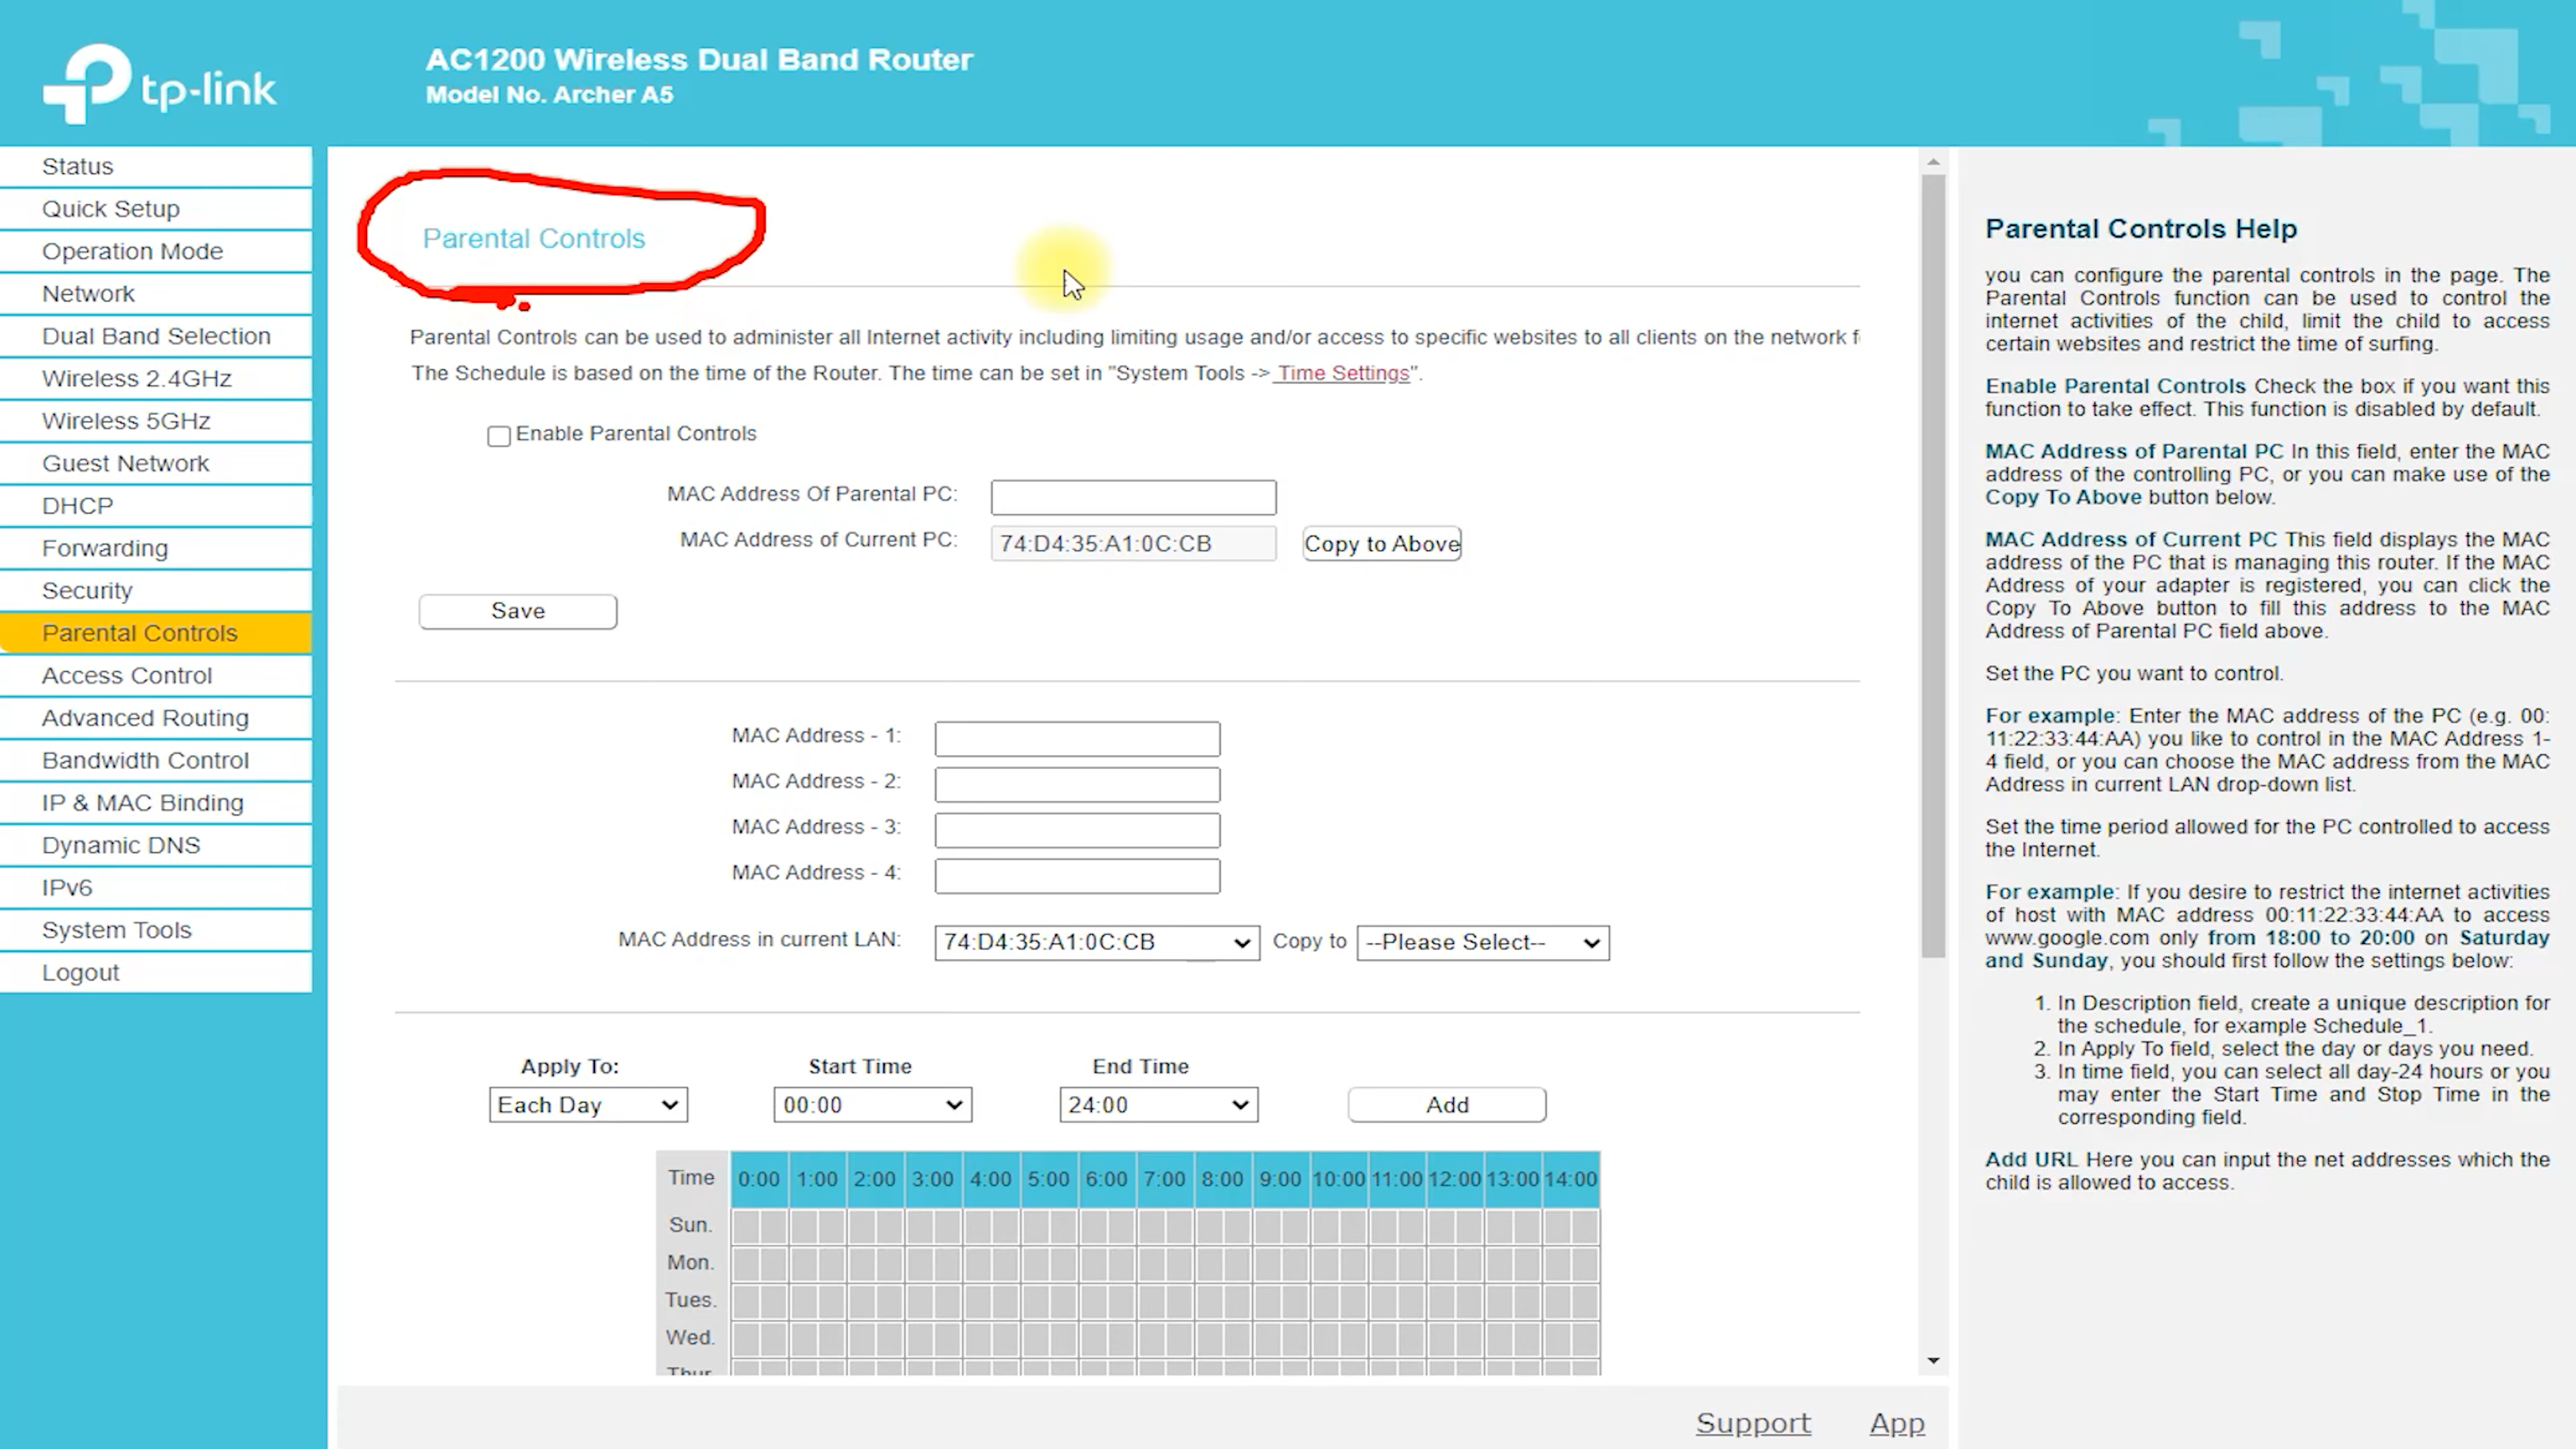 tp-link
AC1200 Wireless Dual Band Router
Model No. Archer A5
Status
Quick Setup
Operation Mode
Network
Dual Band Selection
Wireless 2.4GHz
Wireless 5GHz
Guest Network
DHCP
Forwarding
Security
Parental Controls
Access Control
Advanced Routing
Bandwidth Control
IP & MAC Binding
Dynamic DNS
IPv6
System Tools
Logout
Parental Controls
Parental Controls can be used to administer all Internet activity including limiting usage and/or access to specific websites to all clients on the network
The Schedule is based on the time of the Router. The time can be set in "System Tools -> Time Settings".
Enable Parental Controls
MAC Address Of Parental PC:
MAC Address of Current PC: 74:D4:35:A1:0C:CB Copy to Above
Save
MAC Address - 1:
MAC Address - 2:
MAC Address - 3:
MAC Address - 4:
MAC Address in current LAN: 74:D4:35:A1:0C:CB Copy to --Please Select--
Apply To: Start Time End Time
Each Day 00:00 24:00 Add
Time 0:00 1:00 2:00 3:00 4:00 5:00 6:00 7:00 8:00 9:00 10:00 11:00 12:00 13:00 14:00
Sun.
Mon.
Tues.
Wed.
Support App
Parental Controls Help
you can configure the parental controls in the page. The
Parental Controls function can be used to control the
internet activities of the child, limit the child to access
certain websites and restrict the time of surfing.
Enable Parental Controls Check the box if you want this
function to take effect. This function is disabled by default.
MAC Address of Parental PC In this field, enter the MAC
address of the controlling PC, or you can make use of the
Copy To Above button below.
MAC Address of Current PC This field displays the MAC
address of the PC that is managing this router. If the MAC
Address of your adapter is registered, you can click the
Copy To Above button to fill this address to the MAC
Address of Parental PC field above.
Set the PC you want to control.
For example: Enter the MAC address of the PC (e.g. 00:
11:22:33:44:AA) you like to control in the MAC Address 1-
4 field, or you can choose the MAC address from the MAC
Address in current LAN drop-down list.
Set the time period allowed for the PC controlled to access
the Internet.
For example: If you desire to restrict the internet activities
of host with MAC address 00:11:22:33:44:AA to access
www.google.com only from 18:00 to 20:00 on Saturday
and Sunday, you should first follow the settings below:
1. In Description field, create a unique description for
the schedule, for example Schedule_1.
2. In Apply To field, select the day or days you need.
3. In time field, you can select all day-24 hours or you
may enter the Start Time and Stop Time in the
corresponding field.
Add URL Here you can input the net addresses which the
child is allowed to access.